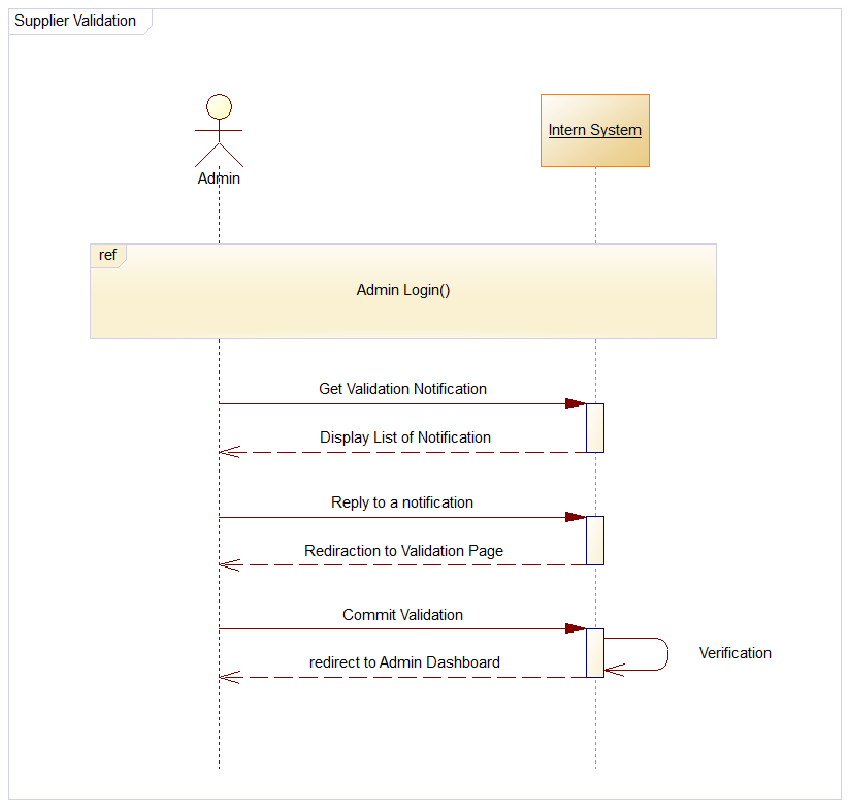 Supplier Validation
Admin
Intern System
ref
Admin Login()
Get Validation Notification
Display List of Notification
Reply to a notification
Rediraction to Validation Page
Commit Validation
Verification
redirect to Admin Dashboard